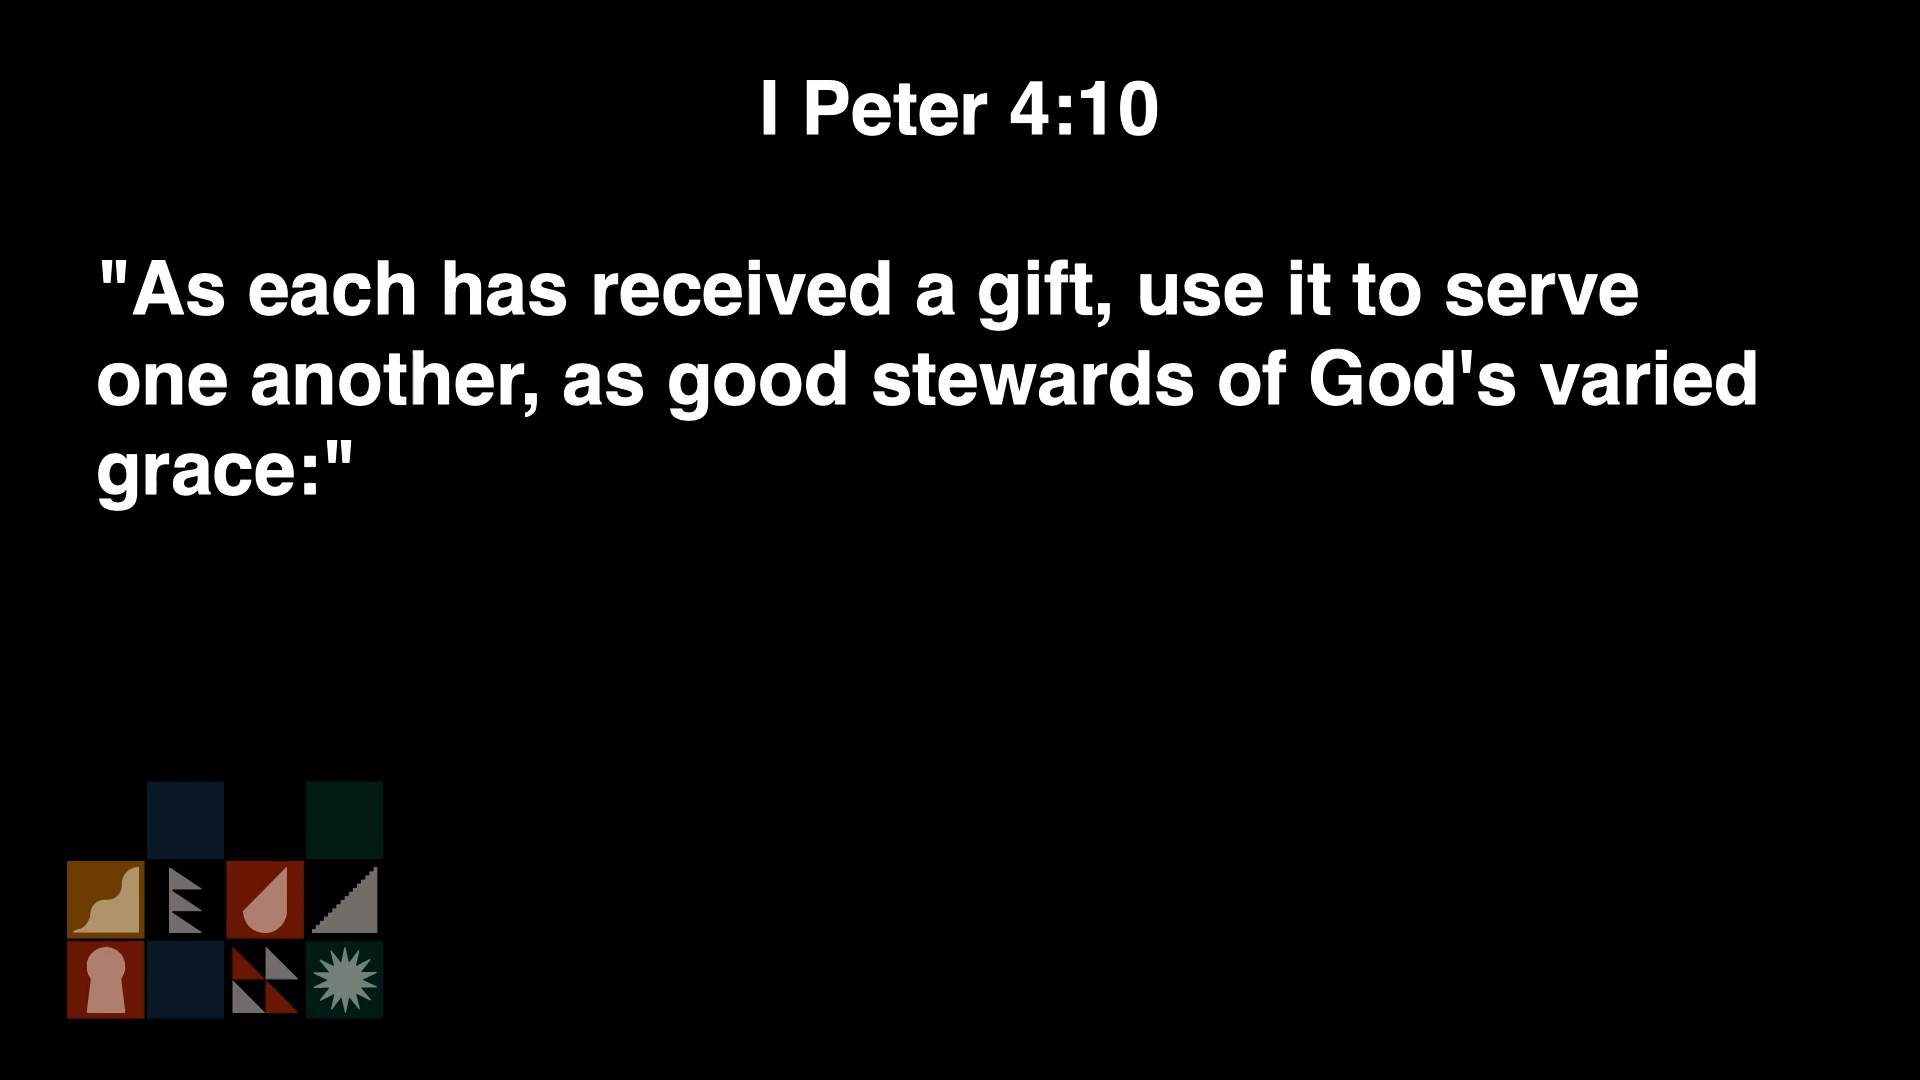 I Peter 4:10
"As each has received a gift, use it to serve
one another, as good stewards of God's varied
grace:"